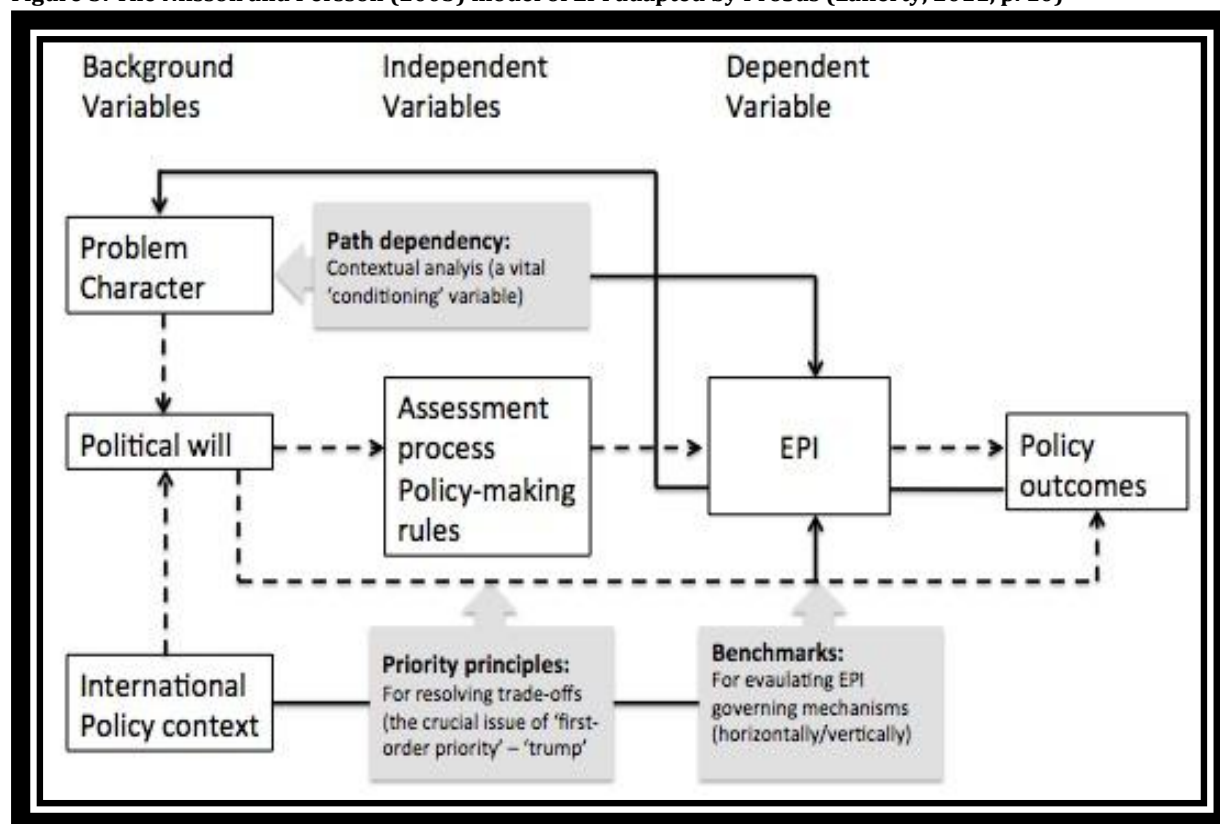 Background
Variables
Independent
Variables
Dependent
Variable
Problem
Character
Path dependency:
Contextual analyis (a vital
‘conditioning’ variable)
Political will
Assessment
process
Policy-making
rules
EPI
Policy
outcomes
International
Policy context
Priority principles:
For resolving trade-offs
(the crucial issue of ‘first-
order priority’ – ‘trump’
Benchmarks:
For evaulating EPI
governing mechanisms
(horizontally/vertically)